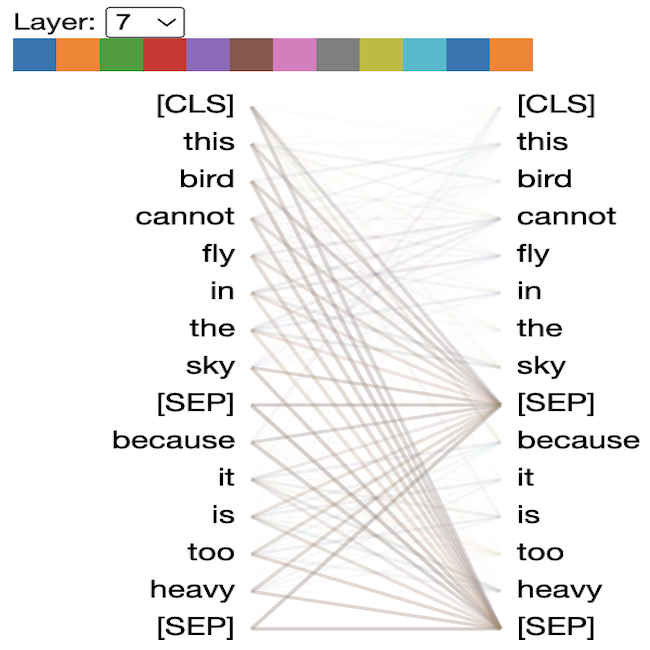 Layer: 7
[CLS] [CLS]
this this
bird bird
cannot cannot
fly fly
in in
the the
sky sky
[SEP] [SEP]
because because
it it
is is
too too
heavy heavy
[SEP] [SEP]